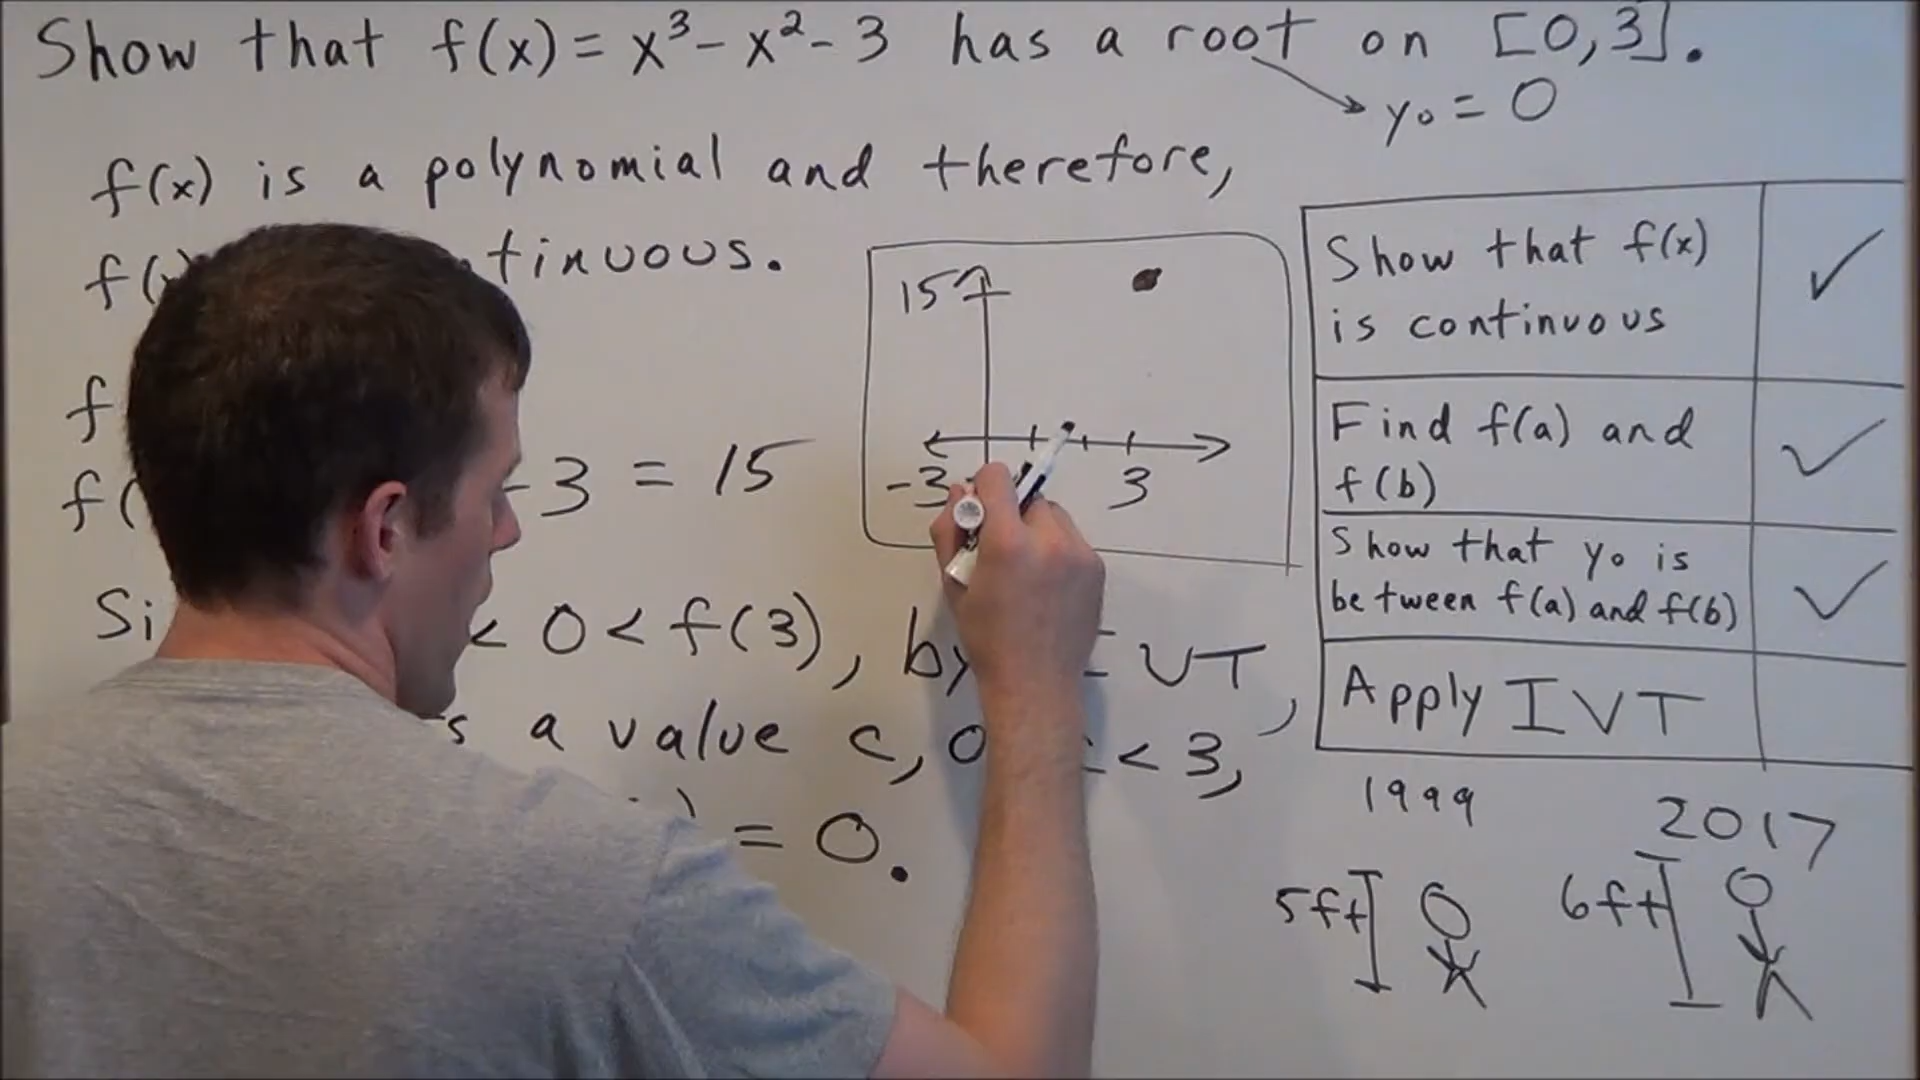 Show that f(x) = x³ - x² - 3 has a root on [0,3].
y₀ = 0
f(x) is a polynomial and therefore,
tinuous.
- 3 = 15
< 0 < f(3), by IVT,
s a value c, 0 < 3,
) = 0.
15
-3
3
Show that f(x)
is continuous
✓
Find f(a) and
f(b)
✓
Show that y₀ is
between f(a) and f(b)
✓
Apply IVT
1999
2017
5ft
6ft